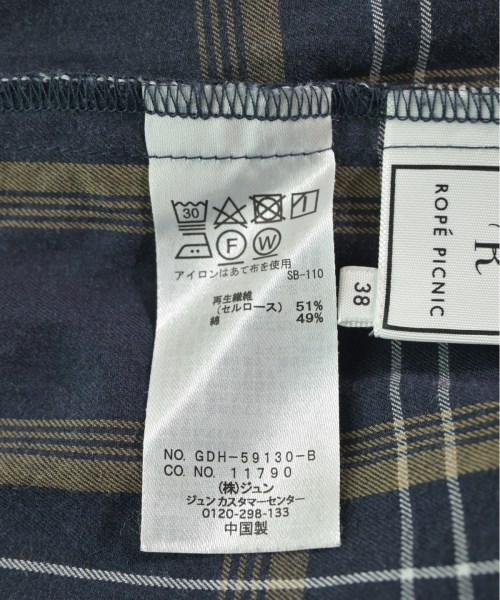 30
F W
アイロンはあて布を使用
SB-110
再生繊維
(セルロース) 51%
綿 49%
NO. GDH-59130-B
CO. NO. 11790
(株)ジュン
ジュン カスタマーセンター
0120-298-133
中国製
38
R
ROPÉ PICNIC